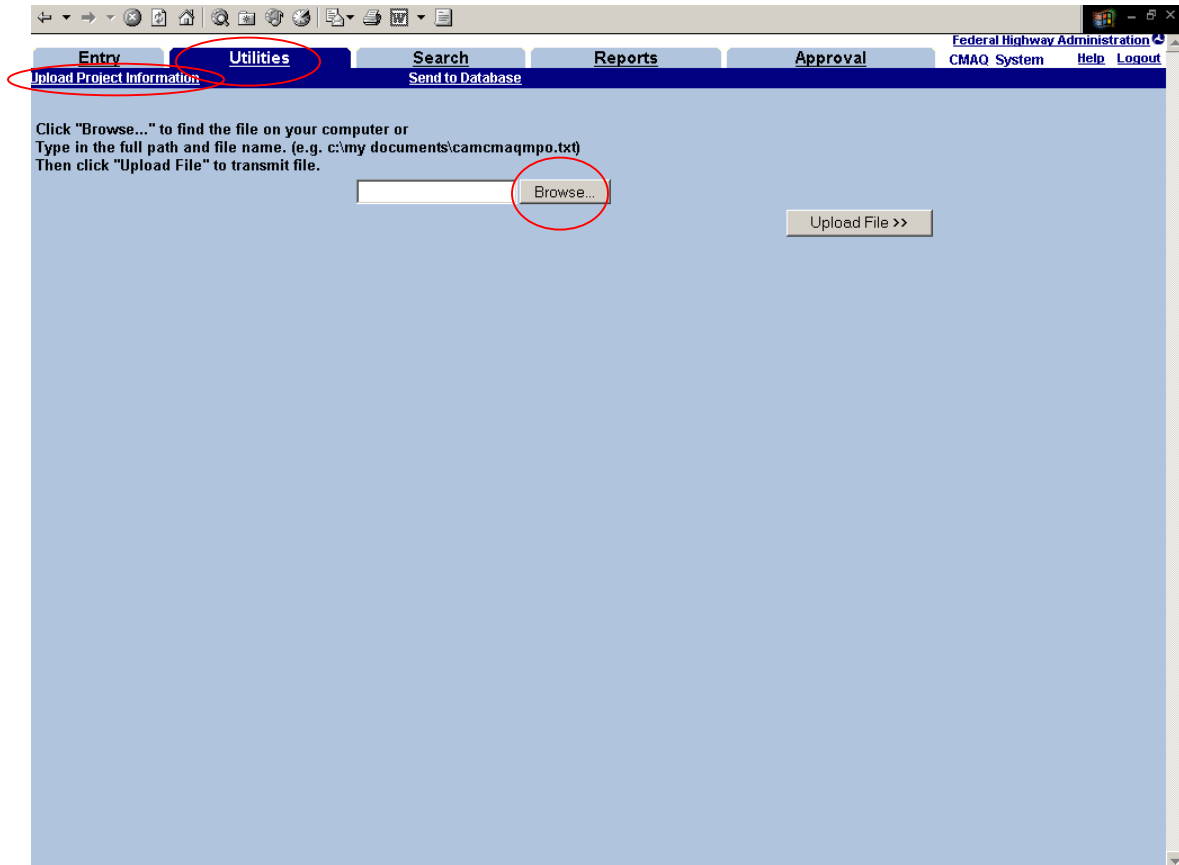 Federal Highway Administration
Entry Utilities Search Reports Approval CMAQ System Help Logout
Upload Project Information Send to Database
Click "Browse..." to find the file on your computer or
Type in the full path and file name. (e.g. c:\my documents\camcmaqmpo.txt)
Then click "Upload File" to transmit file.
Browse...
Upload File >>